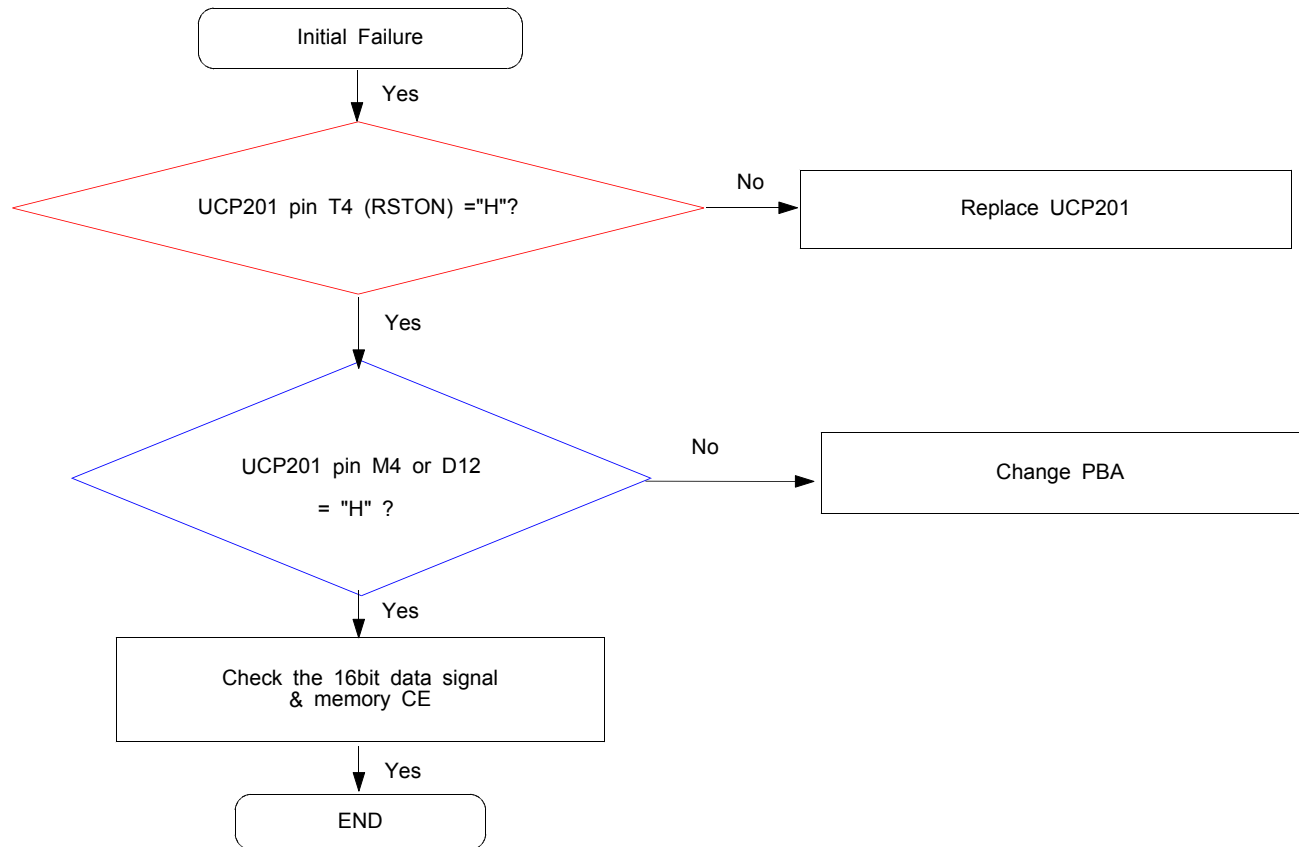 Initial Failure
Yes
UCP201 pin T4 (RSTON) ="H"?
No
Replace UCP201
Yes
UCP201 pin M4 or D12
= "H" ?
No
Change PBA
Yes
Check the 16bit data signal
& memory CE
Yes
END